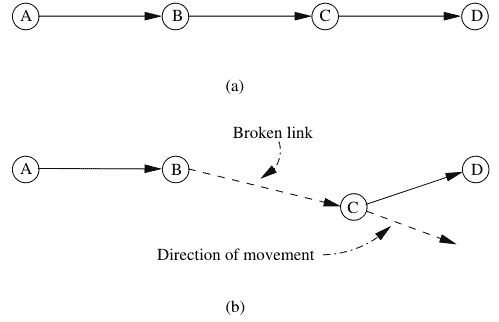 A B C D
(a)
Broken link
A B D
C
Direction of movement
(b)